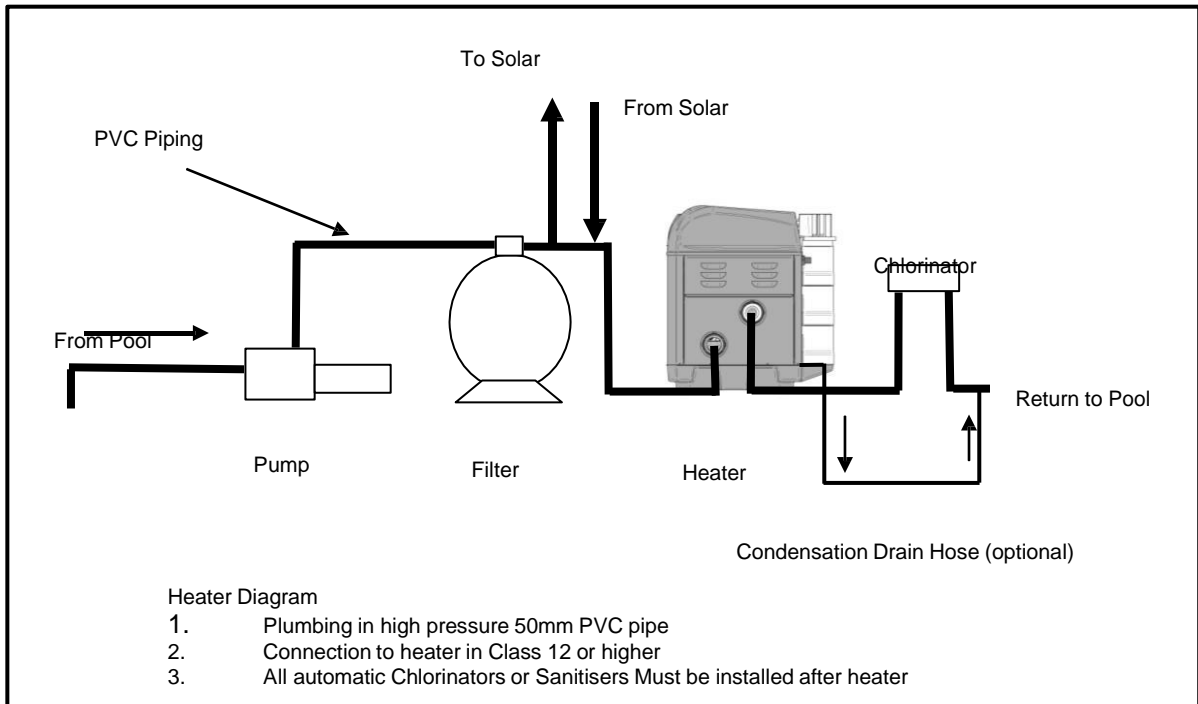 To Solar
From Solar
PVC Piping
Chlorinator
From Pool
Return to Pool
Pump
Filter
Heater
Condensation Drain Hose (optional)
Heater Diagram
1. Plumbing in high pressure 50mm PVC pipe
2. Connection to heater in Class 12 or higher
3. All automatic Chlorinators or Sanitisers Must be installed after heater